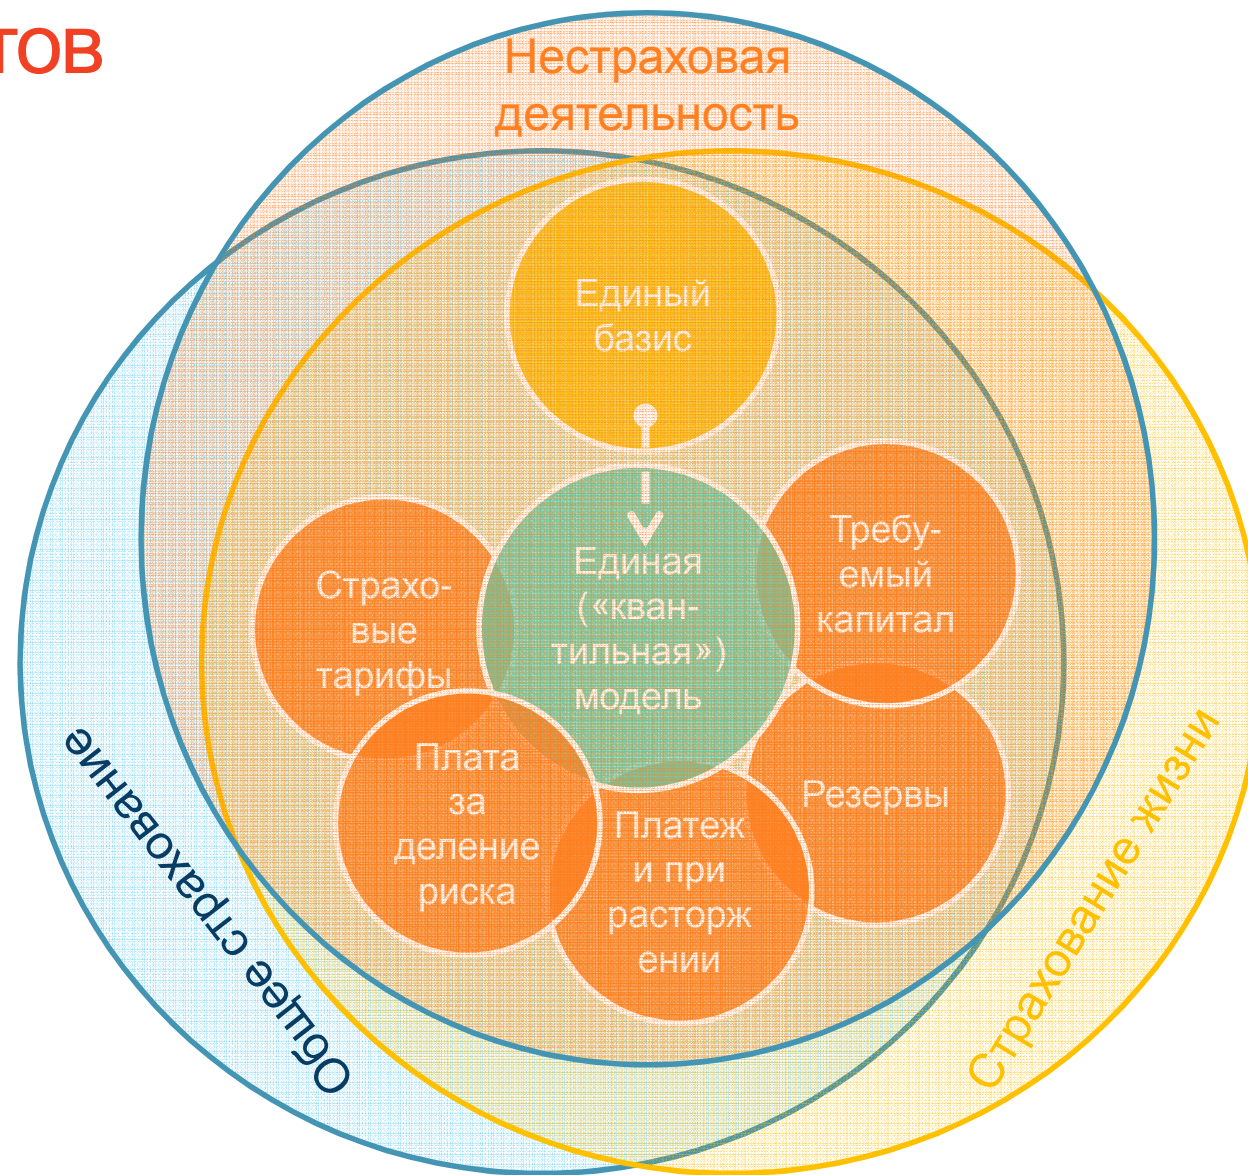 тов
Нестраховая
деятельность
Единый
базис
Единая
(«кван-
тильная»)
модель
Требу-
емый
капитал
Страхо-
вые
тарифы
Плата
за
деление
риска
Платеж
и при
расторж
ении
Резервы
Общее страхование
Страхование жизни